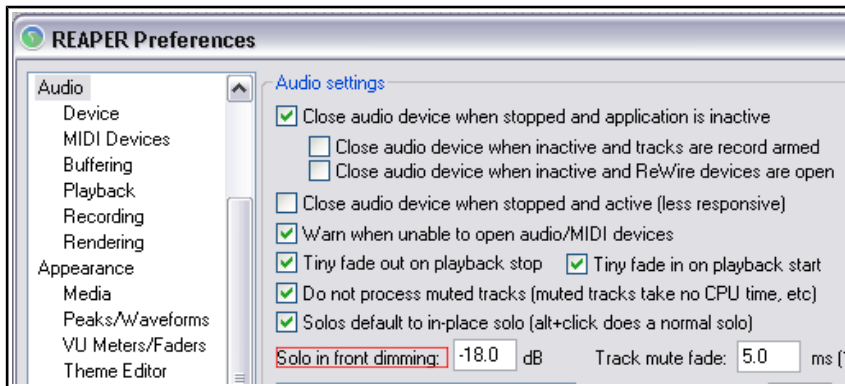 REAPER Preferences
Audio
Device
MIDI Devices
Buffering
Playback
Recording
Rendering
Appearance
Media
Peaks/Waveforms
VU Meters/Faders
Theme Editor
Audio settings
Close audio device when stopped and application is inactive
Close audio device when inactive and tracks are record armed
Close audio device when inactive and ReWire devices are open
Close audio device when stopped and active (less responsive)
Warn when unable to open audio/MIDI devices
Tiny fade out on playback stop Tiny fade in on playback start
Do not process muted tracks (muted tracks take no CPU time, etc)
Solos default to in-place solo (alt+click does a normal solo)
Solo in front dimming: -18.0 dB Track mute fade: 5.0 ms